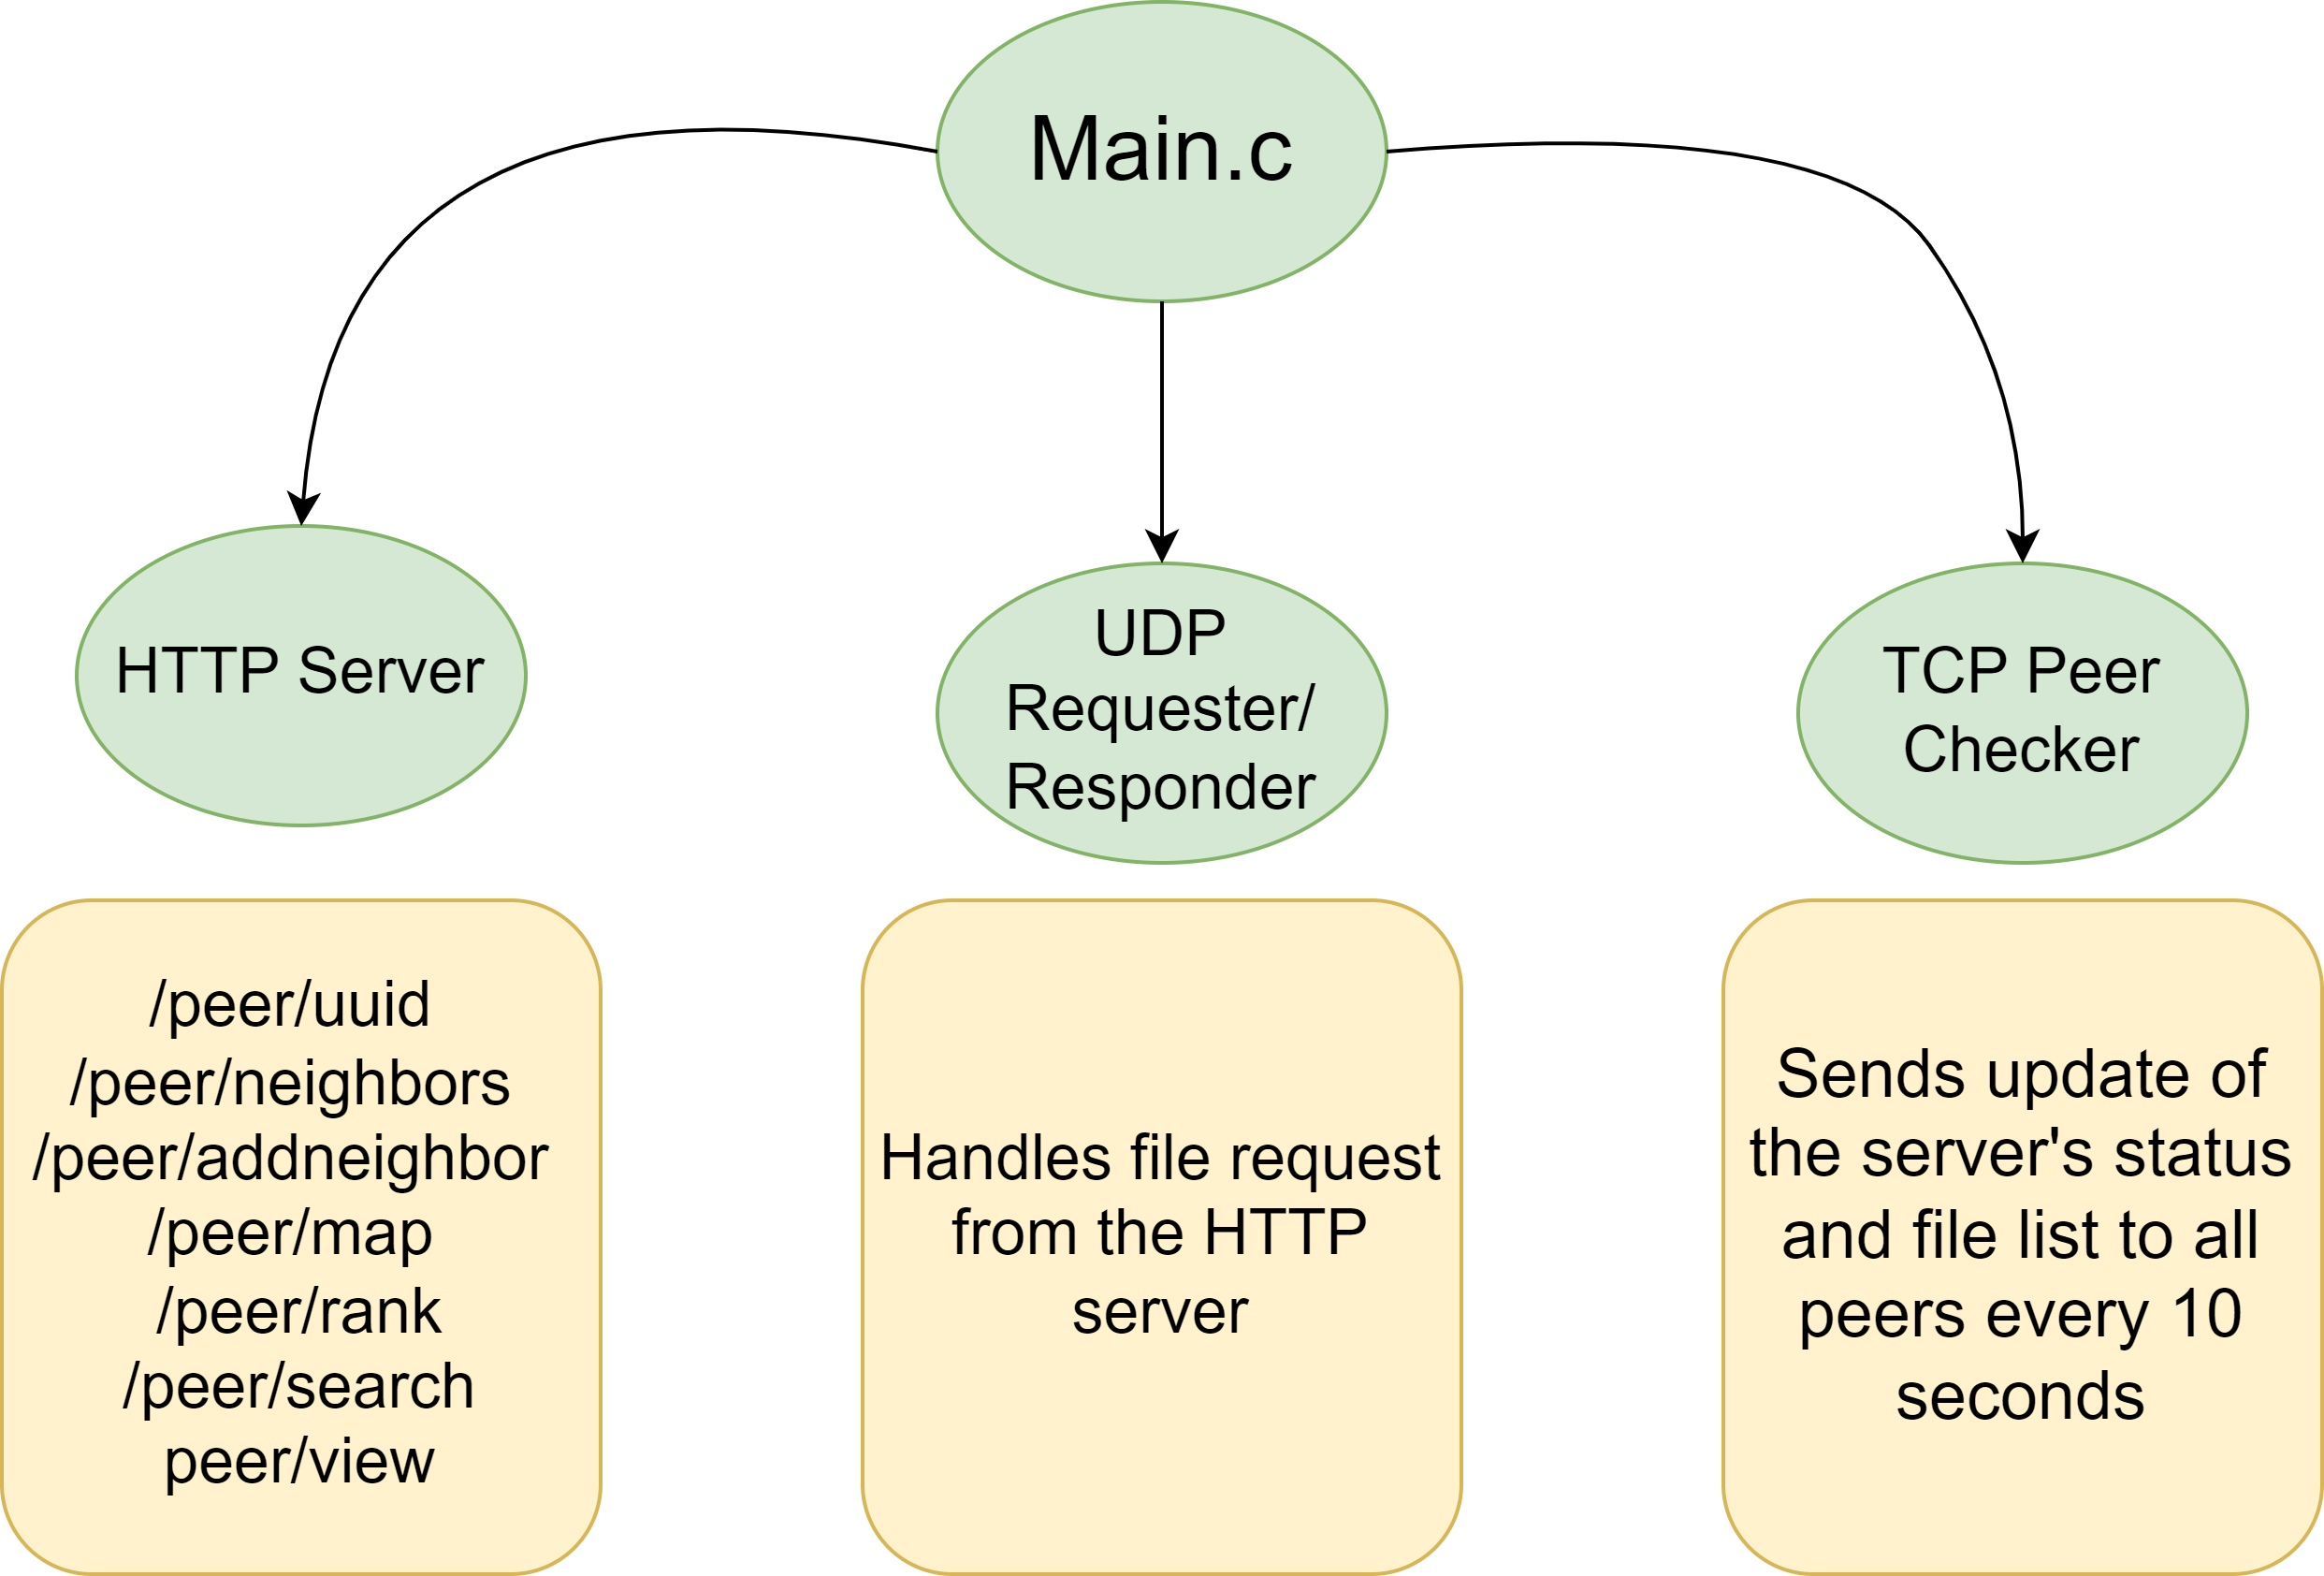 Main.c
HTTP Server
UDP
Requester/
Responder
TCP Peer
Checker
/peer/uuid
/peer/neighbors
/peer/addneighbor
/peer/map
/peer/rank
/peer/search
peer/view
Handles file request
from the HTTP
server
Sends update of
the server's status
and file list to all
peers every 10
seconds